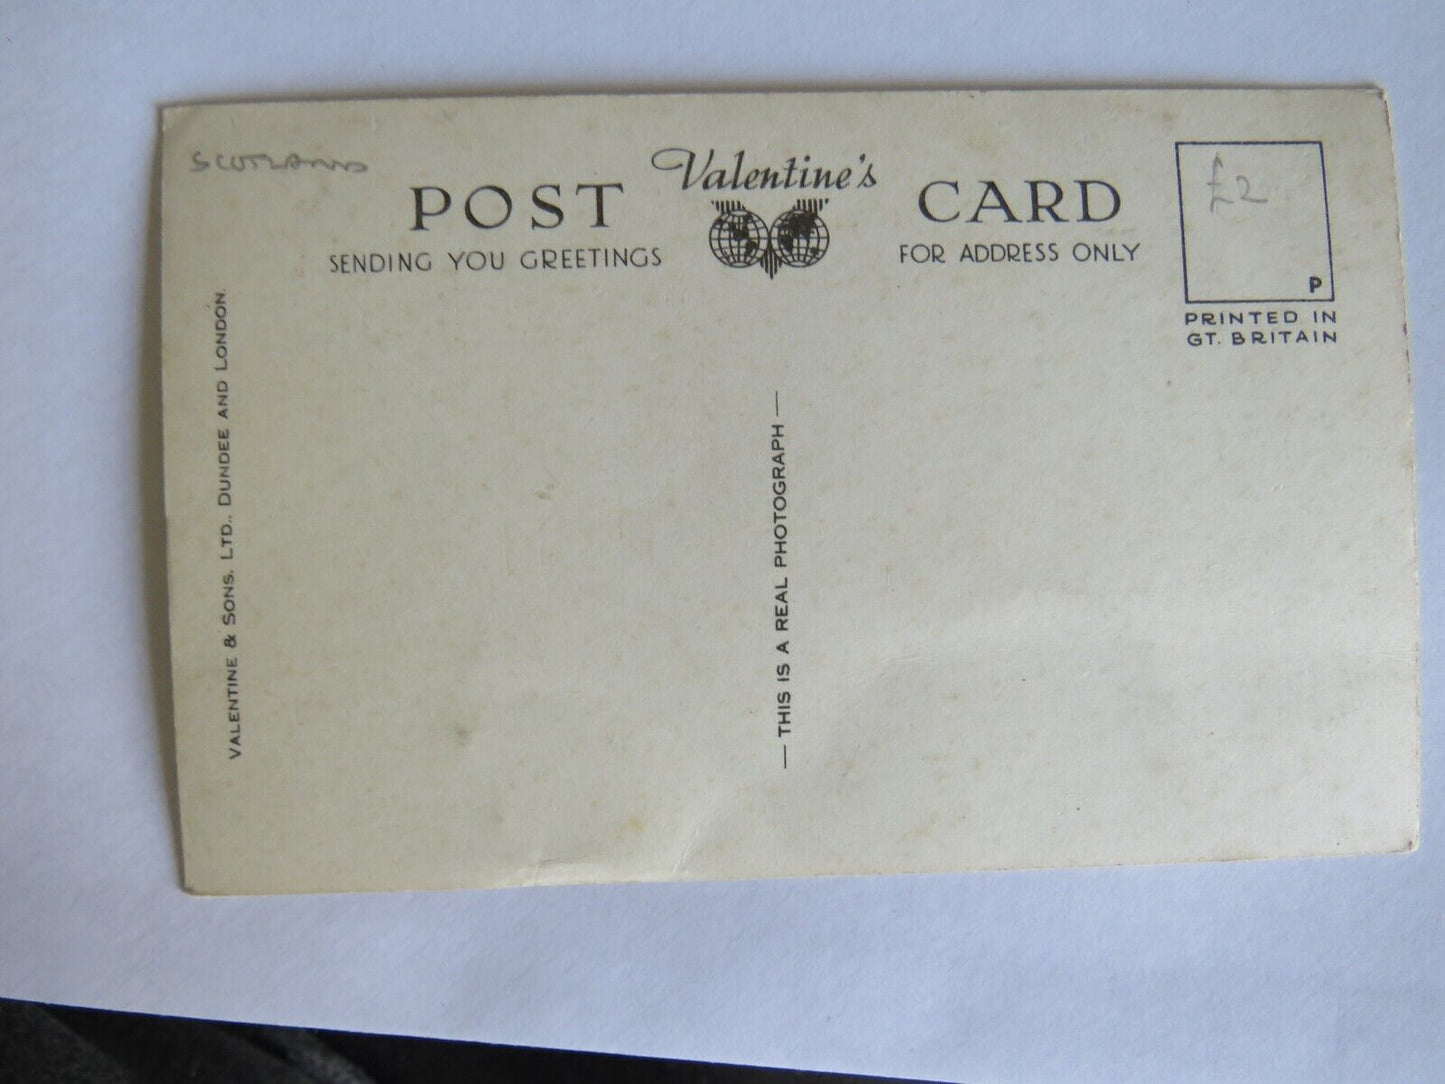 SCOTLAND
Valentine's
POST CARD
SENDING YOU GREETINGS
FOR ADDRESS ONLY
£2
P
PRINTED IN
GT. BRITAIN
VALENTINE & SONS. LTD., DUNDEE AND LONDON.
— THIS IS A REAL PHOTOGRAPH —